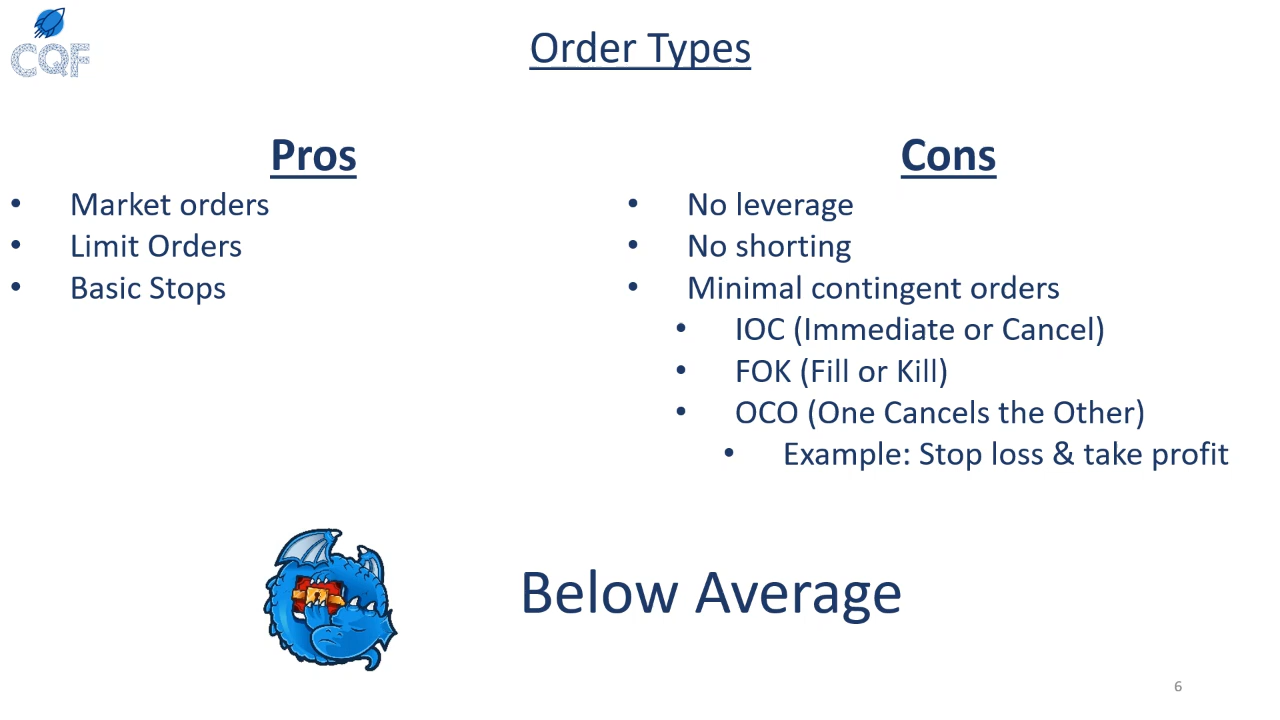 CQF
Order Types
Pros
• Market orders
• Limit Orders
• Basic Stops
Cons
• No leverage
• No shorting
• Minimal contingent orders
• IOC (Immediate or Cancel)
• FOK (Fill or Kill)
• OCO (One Cancels the Other)
• Example: Stop loss & take profit
Below Average
6